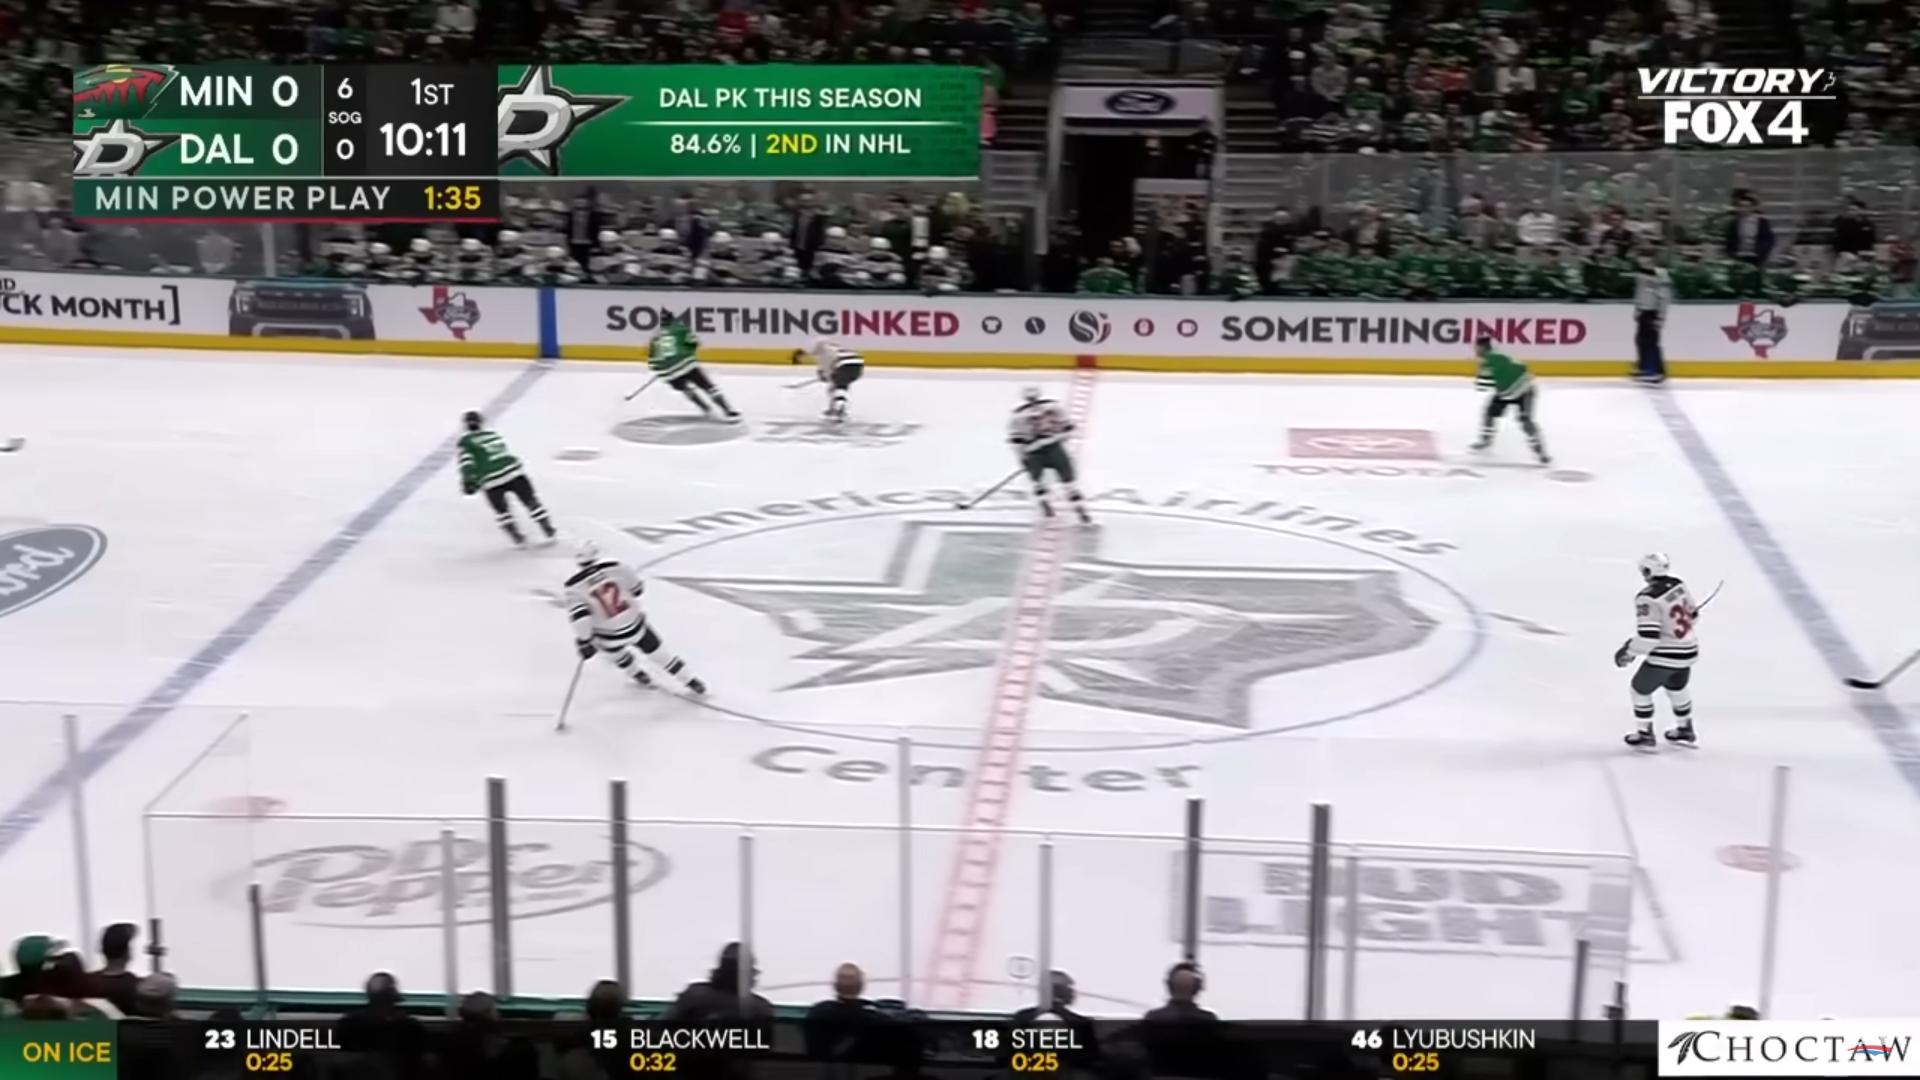 MIN 0
DAL 0
6
SOG
0
1ST
10:11
MIN POWER PLAY 1:35
DAL PK THIS SEASON
84.6% | 2ND IN NHL
VICTORY
FOX 4
CK MONTH]
SOMETHINGINKED
SOMETHINGINKED
Ford
TOYOTA
American Airlines
Center
12
Dr Pepper
BUD LIGHT
ON ICE
23 LINDELL
0:25
15 BLACKWELL
0:32
18 STEEL
0:25
46 LYUBUSHKIN
0:25
CHOCTAW